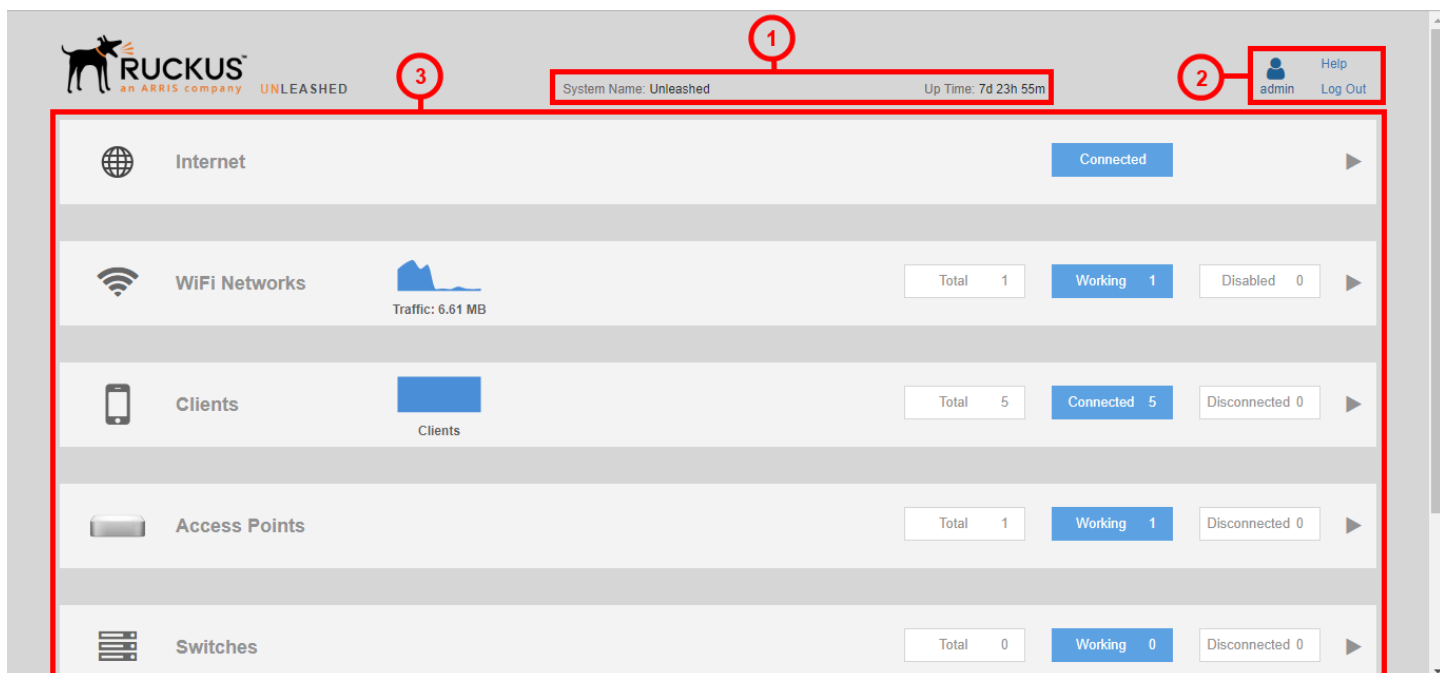 1
RUCKUS™
an ARRIS company UNLEASHED
3
System Name: Unleashed Up Time: 7d 23h 55m
2
admin
Help
Log Out
Internet Connected
WiFi Networks Traffic: 6.61 MB Total 1 Working 1 Disabled 0
Clients Clients Total 5 Connected 5 Disconnected 0
Access Points Total 1 Working 1 Disconnected 0
Switches Total 0 Working 0 Disconnected 0